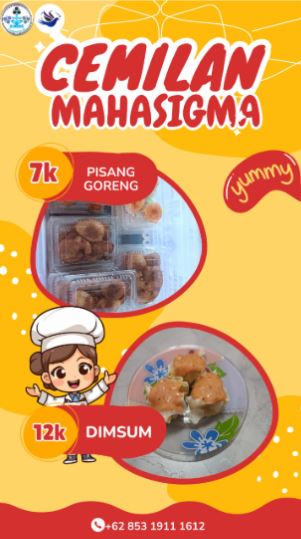 CEMILAN
MAHASIGMA
7k
PISANG
GORENG
yummy
12k
DIMSUM
+62 853 1911 1612